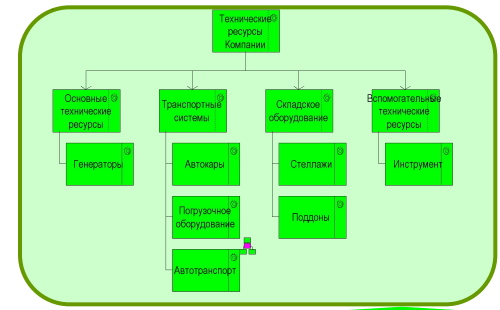 Технические
ресурсы
Компании
Основные
технические
ресурсы
Транспортные
системы
Складское
оборудование
Вспомогательные
технические
ресурсы
Генераторы
Автокары
Стеллажи
Инструмент
Погрузочное
оборудование
Поддоны
Автотранспорт